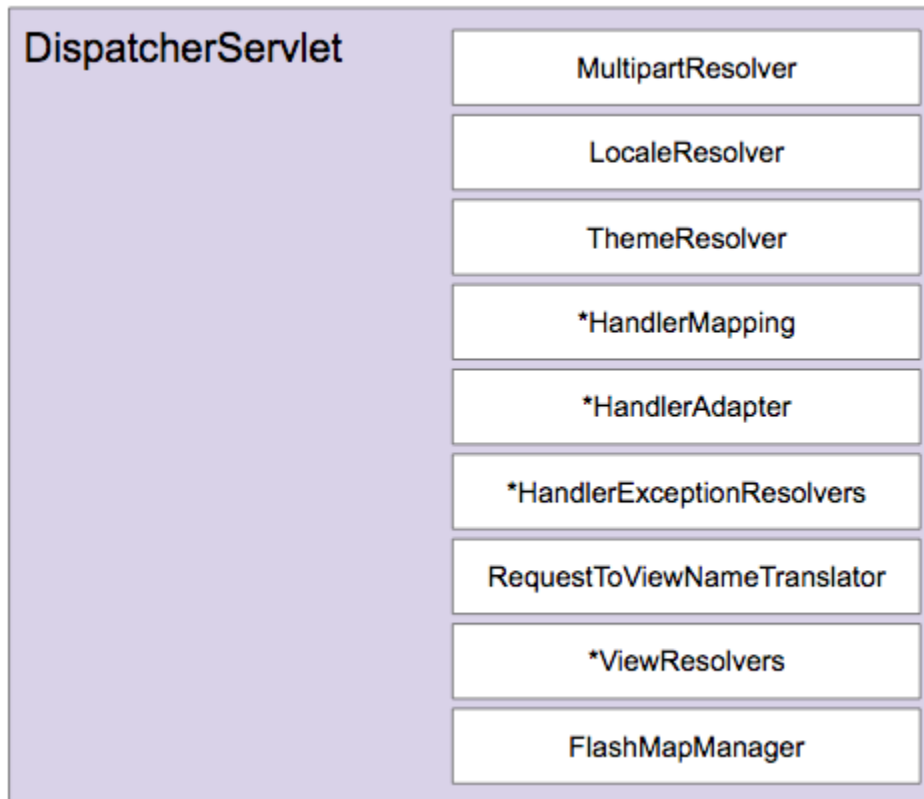 DispatcherServlet
MultipartResolver
LocaleResolver
ThemeResolver
*HandlerMapping
*HandlerAdapter
*HandlerExceptionResolvers
RequestToViewNameTranslator
*ViewResolvers
FlashMapManager